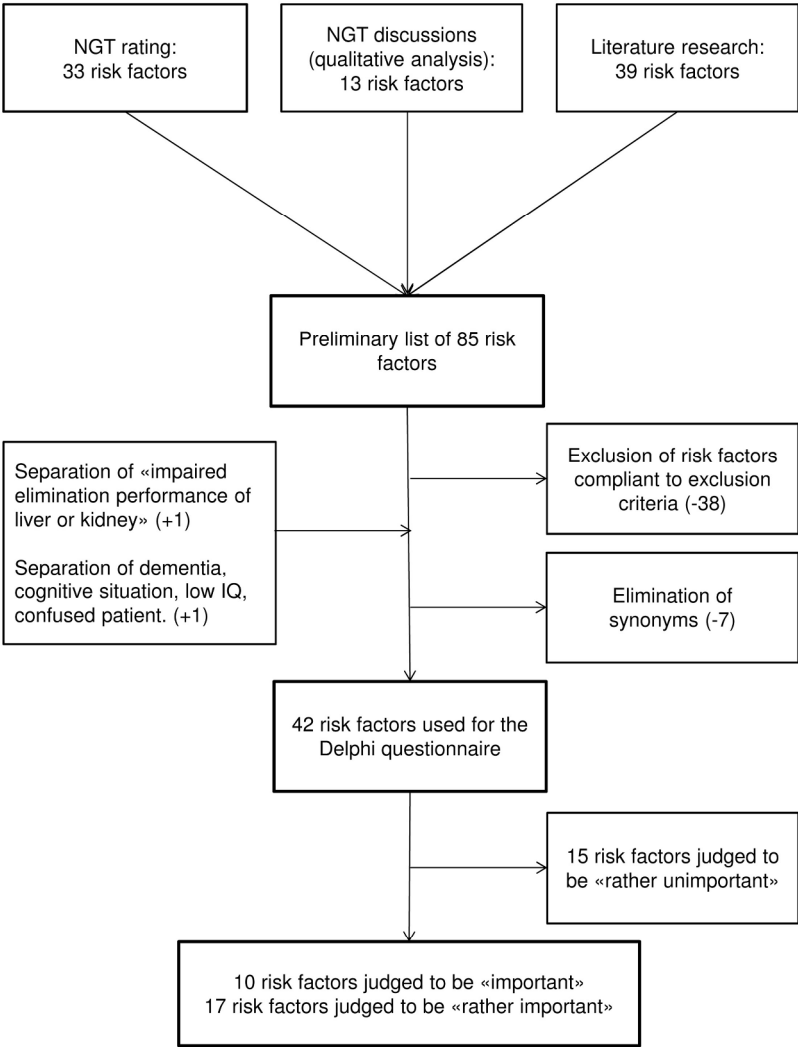 NGT rating:
33 risk factors
NGT discussions
(qualitative analysis):
13 risk factors
Literature research:
39 risk factors
Preliminary list of 85 risk
factors
Exclusion of risk factors
compliant to exclusion
criteria (-38)
Separation of «impaired
elimination performance of
liver or kidney» (+1)
Separation of dementia,
cognitive situation, low IQ,
confused patient. (+1)
Elimination of
synonyms (-7)
42 risk factors used for the
Delphi questionnaire
15 risk factors judged to
be «rather unimportant»
10 risk factors judged to be «important»
17 risk factors judged to be «rather important»